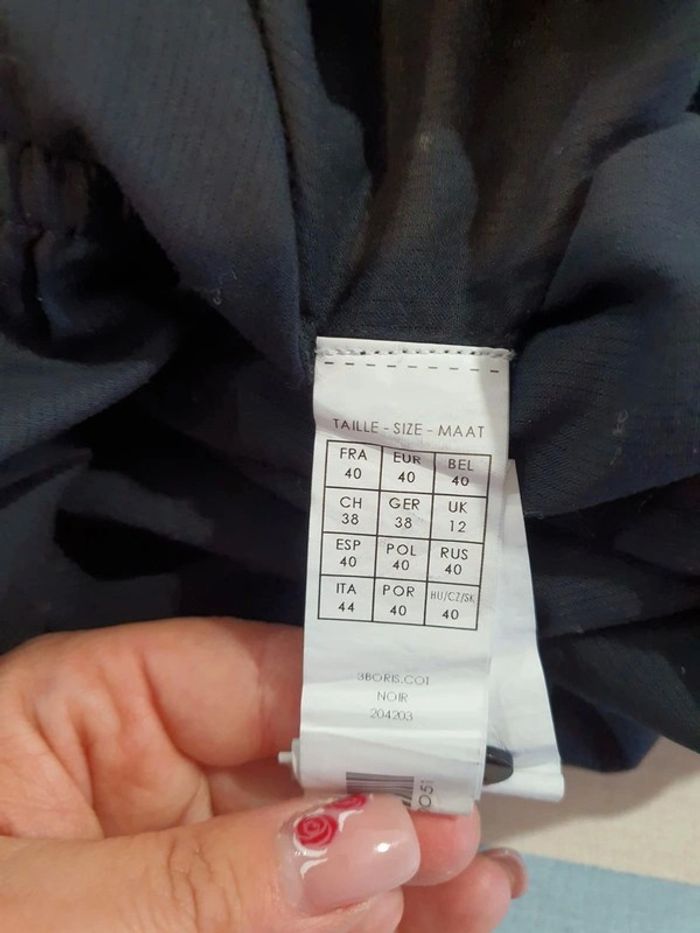 TAILLE - SIZE - MAAT
FRA EUR BEL
40 40 40
CH GER UK
38 38 12
ESP POL RUS
40 40 40
ITA POR HU/CZ/SK
44 40 40
3BORIS.CO1
NOIR
204203